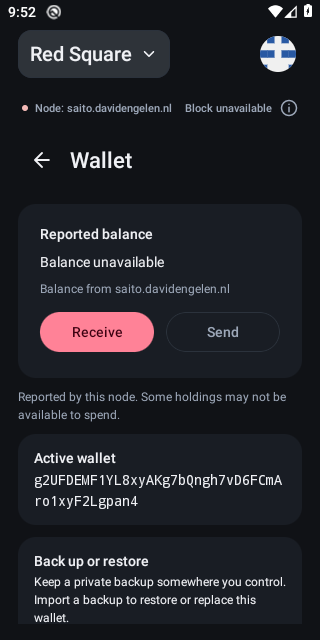 9:52
Red Square
Node: saito.davidengelen.nl Block unavailable
Wallet
Reported balance
Balance unavailable
Balance from saito.davidengelen.nl
Receive Send
Reported by this node. Some holdings may not be
available to spend.
Active wallet
g2UFDEMF1YL8xyAKg7bQngh7vD6FCmA
ro1xyF2Lgpan4
Back up or restore
Keep a private backup somewhere you control.
Import a backup to restore or replace this
wallet.